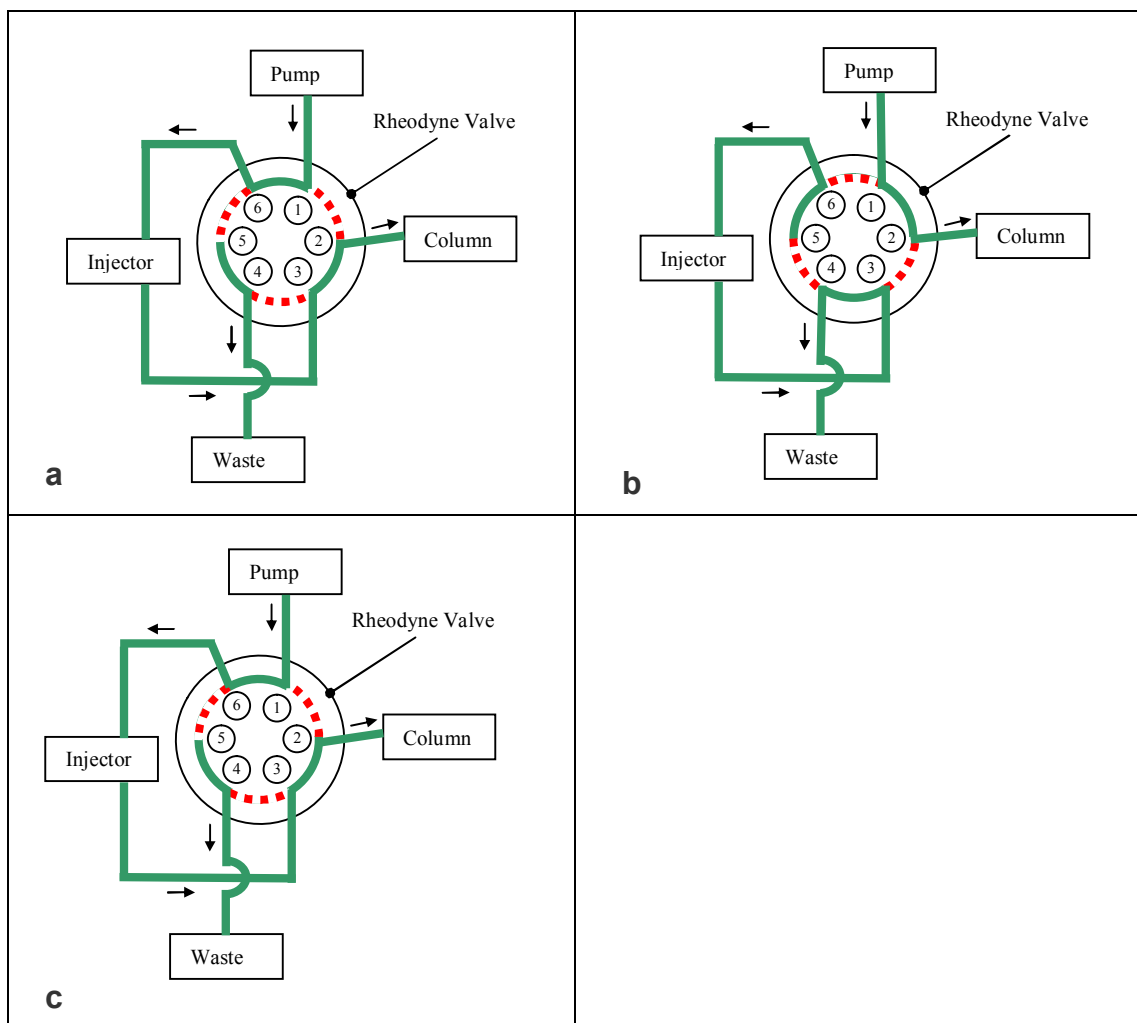 Pump
Rheodyne Valve
6
1
5
2
Column
Injector
4
3
Waste
a
Pump
Rheodyne Valve
6
1
5
2
Column
Injector
4
3
Waste
b
Pump
Rheodyne Valve
6
1
5
2
Column
Injector
4
3
Waste
c